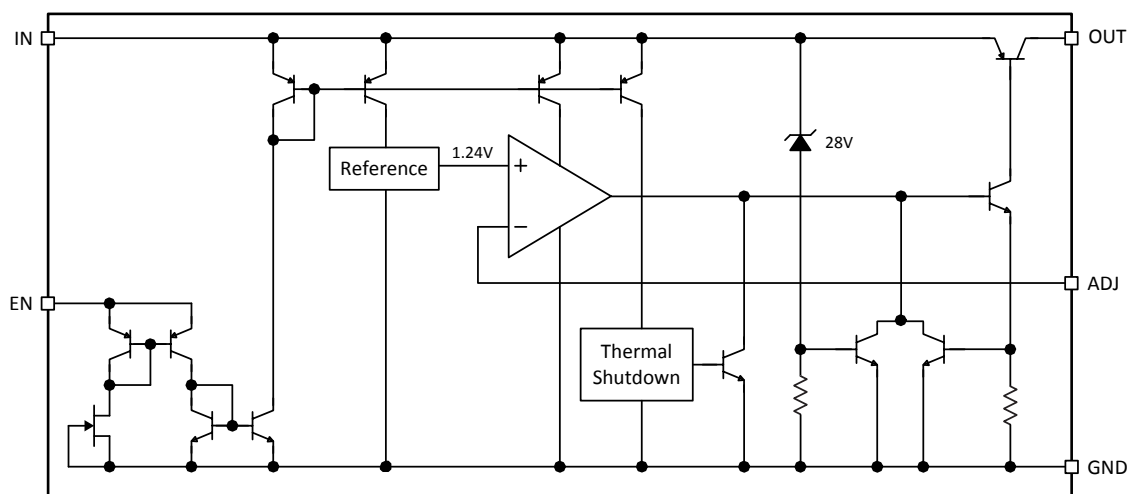 IN
OUT
28V
1.24V
Reference
+
−
EN
ADJ
Thermal
Shutdown
GND